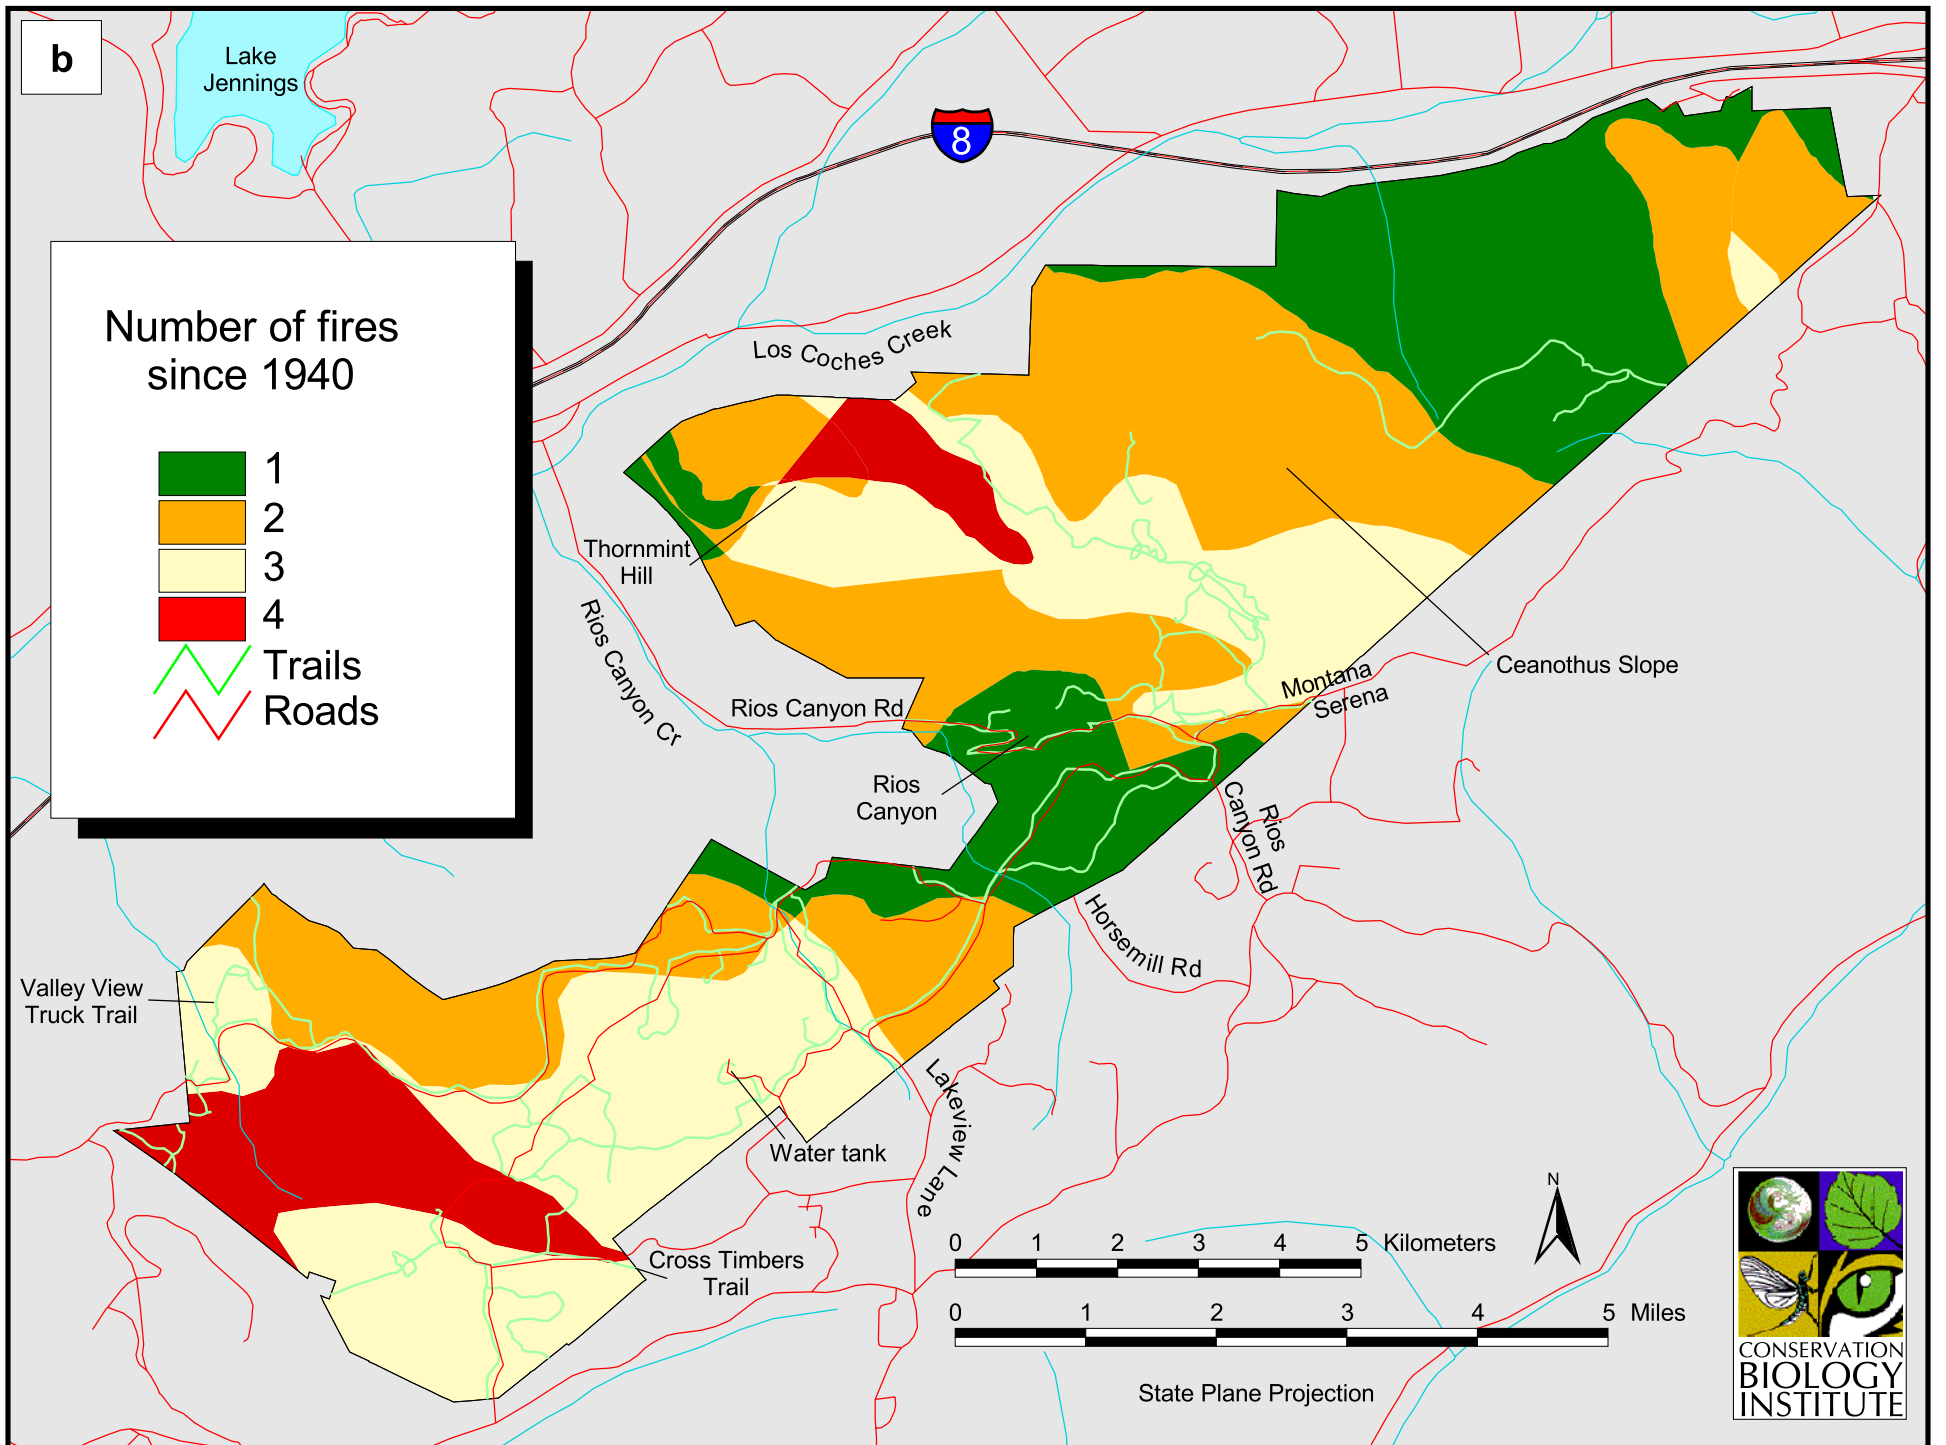 b
Lake
Jennings
8
Number of fires
since 1940
1
2
3
4
Trails
Roads
Los Coches Creek
Thornmint
Hill
Rios Canyon Cr
Rios Canyon Rd
Montana
Serena
Ceanothus Slope
Rios
Canyon
Rios
Canyon Rd
Horsemill Rd
Valley View
Truck Trail
Lakeview Lane
Water tank
Cross Timbers
Trail
N
0 1 2 3 4 5 Kilometers
0 1 2 3 4 5 Miles
State Plane Projection
CONSERVATION
BIOLOGY
INSTITUTE